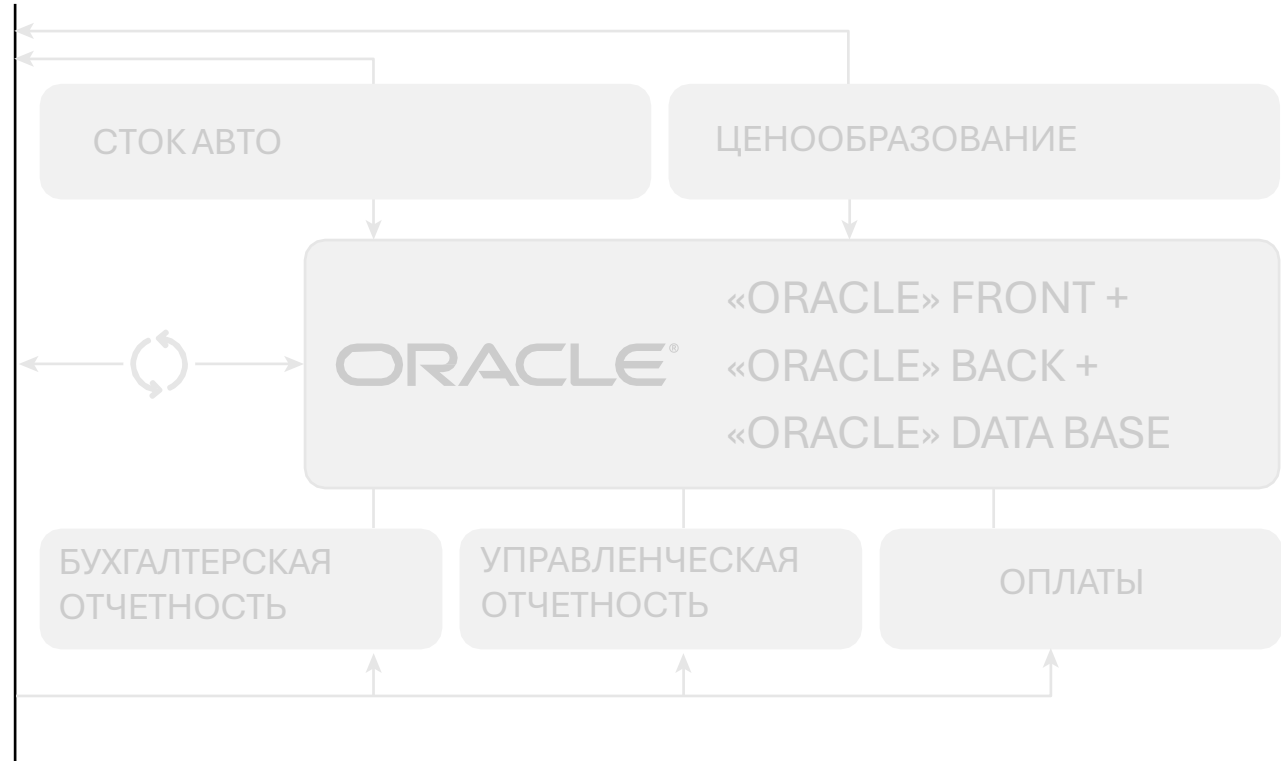 СТОК АВТО
ЦЕНООБРАЗОВАНИЕ
ORACLE®
«ORACLE» FRONT +
«ORACLE» BACK +
«ORACLE» DATA BASE
БУХГАЛТЕРСКАЯ
ОТЧЕТНОСТЬ
УПРАВЛЕНЧЕСКАЯ
ОТЧЕТНОСТЬ
ОПЛАТЫ